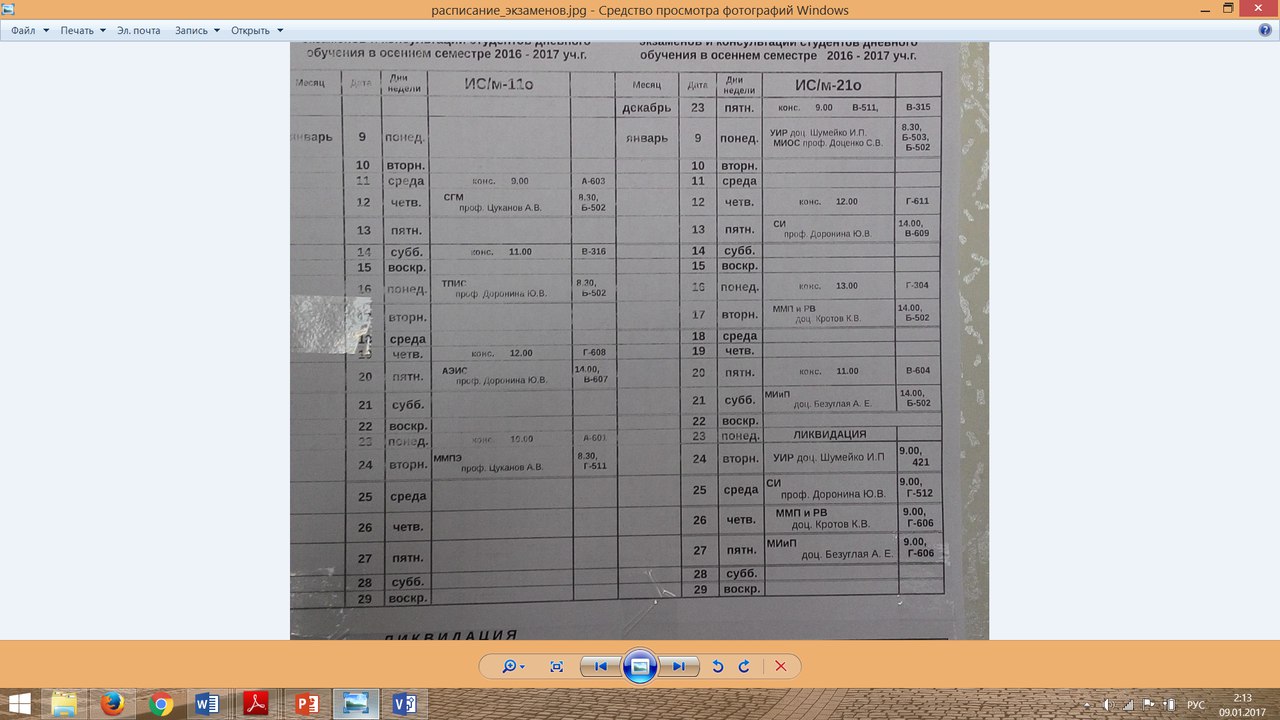 расписание_экзаменов.jpg - Средство просмотра фотографий Windows
Файл Печать Эл. почта Запись Открыть
обучения в осеннем семестре 2016 - 2017 уч.г.
Месяц Дата Дни недели ИС/м-11о
январь 9 понед.
10 вторн.
11 среда конс. 9.00 А-603
12 четв. СГМ 8.30,
проф. Цуканов А.В. Б-502
13 пятн.
14 субб. конс. 11.00 В-316
15 воскр.
16 понед. ТПИС 8.30,
проф. Доронина Ю.В. Б-502
вторн.
среда
четв. конс. 12.00 Г-608
20 пятн. АЭИС 14.00,
проф. Доронина Ю.В. В-607
21 субб.
22 воскр.
23 понед. конс. 10.00 А-601
24 вторн. ММПЭ 8.30,
проф. Цуканов А.В. Г-511
25 среда
26 четв.
27 пятн.
28 субб.
29 воскр.
ЛИКВИДАЦИЯ
экзаменов и консультаций студентов дневного
обучения в осеннем семестре 2016 - 2017 уч.г.
Месяц Дата Дни недели ИС/м-21о
декабрь 23 пятн. конс. 9.00 В-511, В-315
январь 9 понед. УИР доц. Шумейко И.П. 8.30,
МИОС проф. Доценко С.В. Б-503,
Б-502
10 вторн.
11 среда
12 четв. конс. 12.00 Г-611
13 пятн. СИ 14.00,
проф. Доронина Ю.В. В-609
14 субб.
15 воскр.
16 понед. конс. 13.00 Г-304
17 вторн. ММП и РВ 14.00,
доц. Кротов К.В. Б-502
18 среда
19 четв.
20 пятн. конс. 11.00 В-604
21 субб. МИиП 14.00,
доц. Безуглая А. Е. Б-502
22 воскр.
23 понед. ЛИКВИДАЦИЯ
24 вторн. УИР доц. Шумейко И.П 9.00,
421
25 среда СИ 9.00,
проф. Доронина Ю.В. Г-512
26 четв. ММП и РВ 9.00,
доц. Кротов К.В. Г-606
27 пятн. МИиП 9.00,
доц. Безуглая А. Е. Г-606
28 субб.
29 воскр.
РУС
2:13
09.01.2017